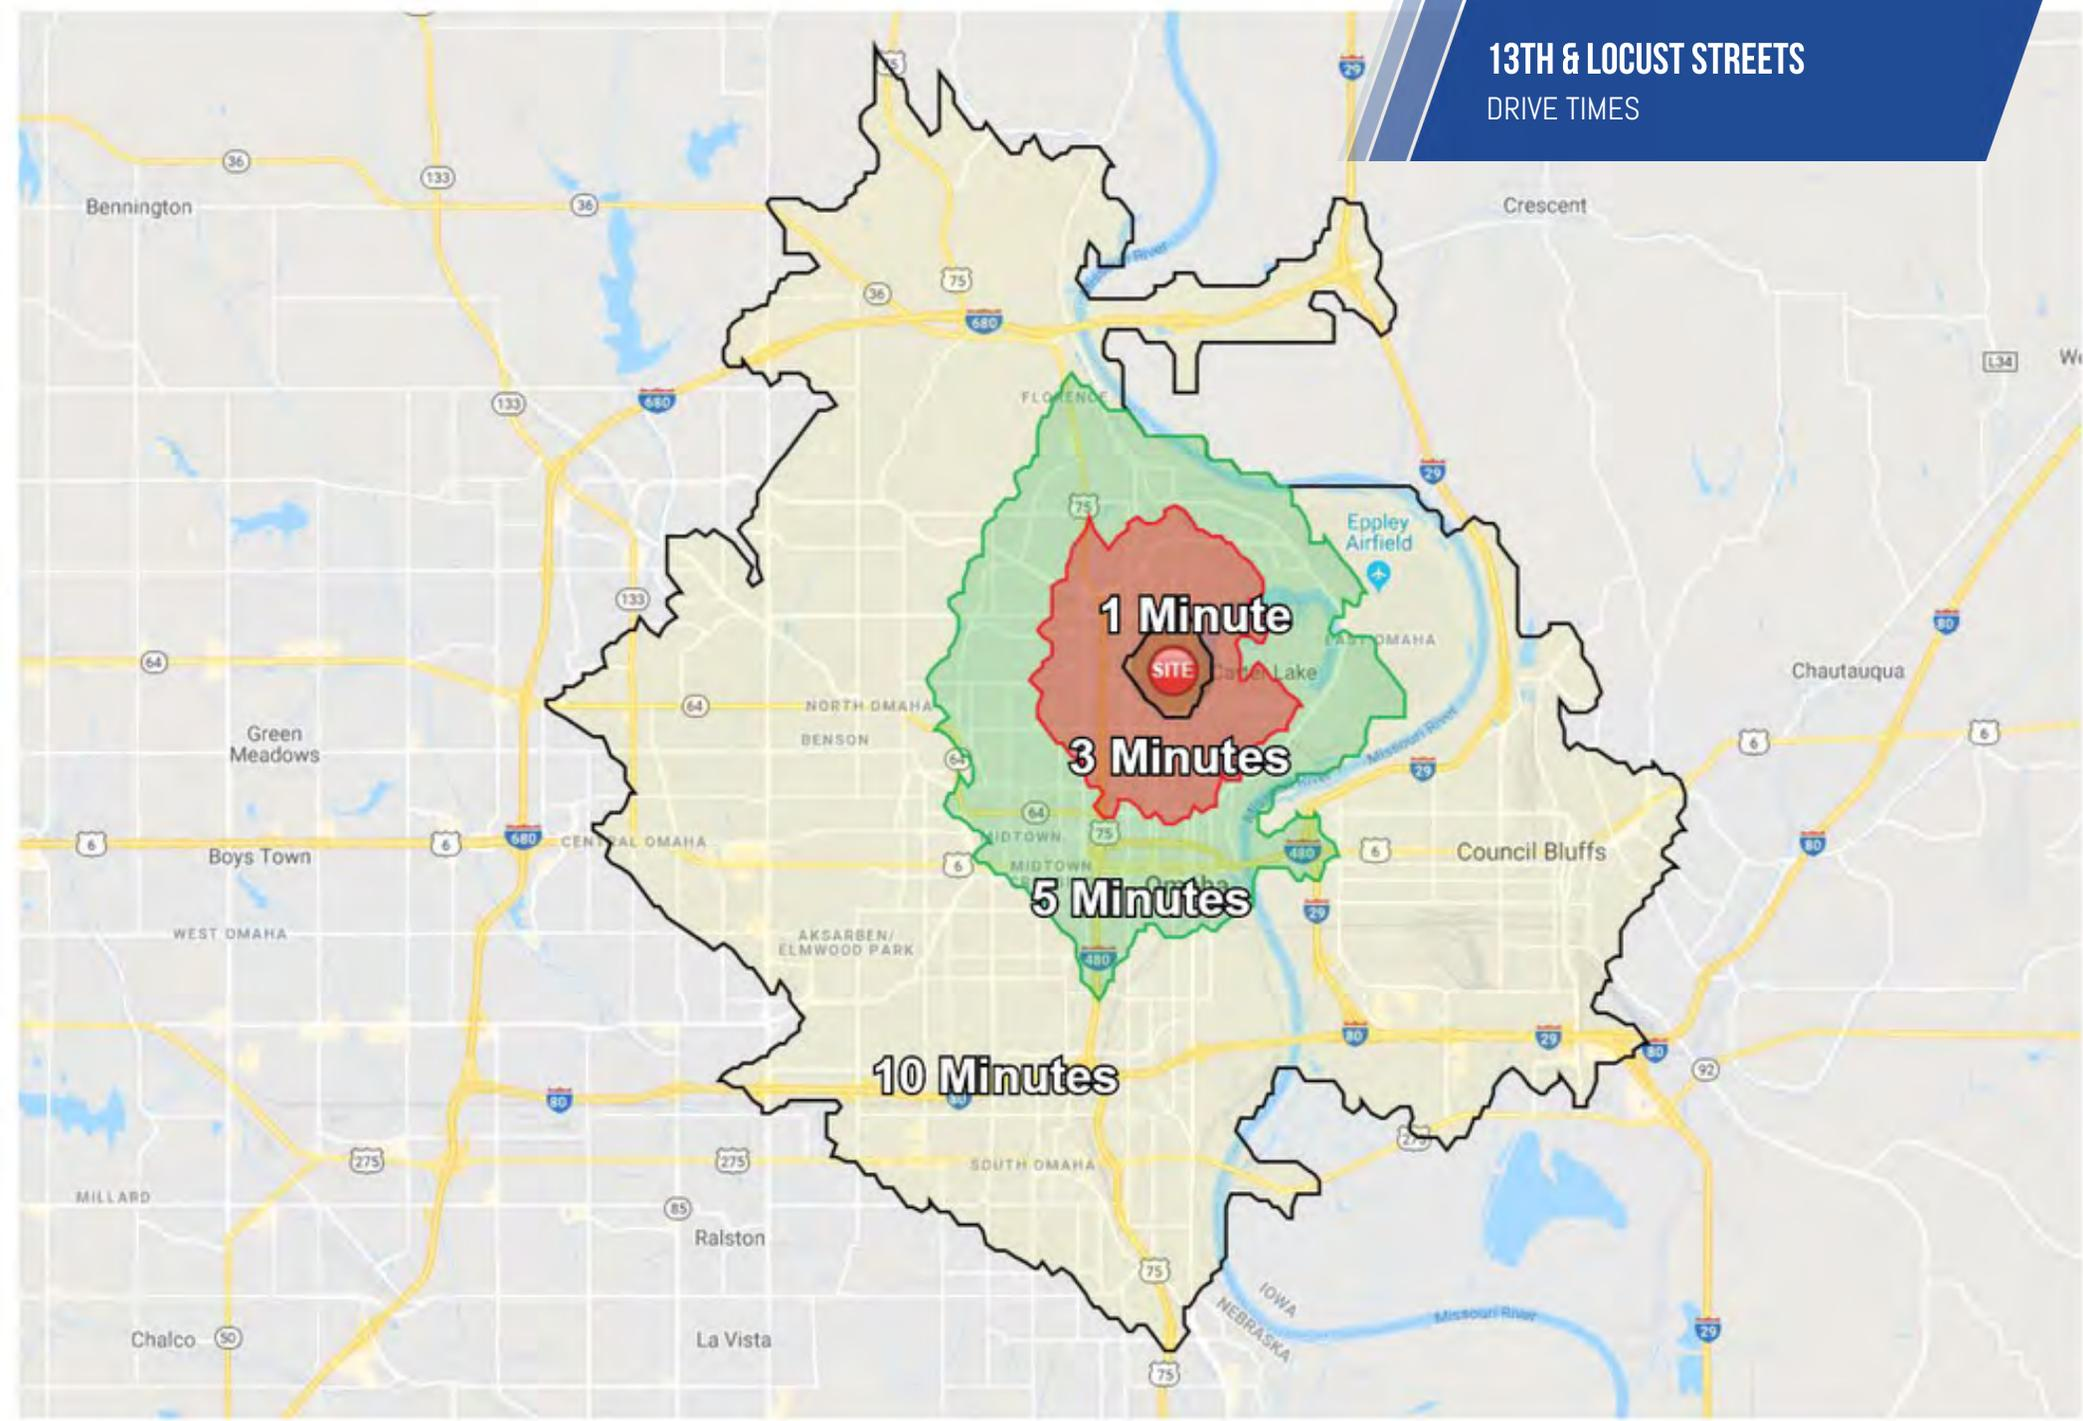 13TH & LOCUST STREETS
DRIVE TIMES
75
29
36
133
Bennington
36
Crescent
River
36
75
680
L34
680
133
FLORENCE
29
75
Eppley
Airfield
133
1 Minute
80
EAST OMAHA
64
SITE
Carter Lake
Chautauqua
64
NORTH OMAHA
Green
Meadows
BENSON
Missouri River
6
6
64
3 Minutes
29
River
64
MIDTOWN
75
6
6
680
CENTRAL OMAHA
80
Boys Town
6
MIDTOWN
480
6
Council Bluffs
Omaha
5 Minutes
29
WEST OMAHA
AKSARBEN/
ELMWOOD PARK
480
80
29
80
10 Minutes
92
80
80
275
275
275
SOUTH OMAHA
MILLARD
85
Ralston
75
IOWA
NEBRASKA
Missouri River
29
Chalco
50
La Vista
75